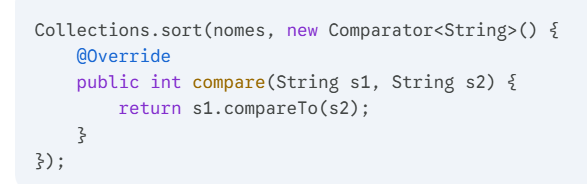 Collections.sort(nomes, new Comparator<String>() {
    @Override
    public int compare(String s1, String s2) {
        return s1.compareTo(s2);
    }
});